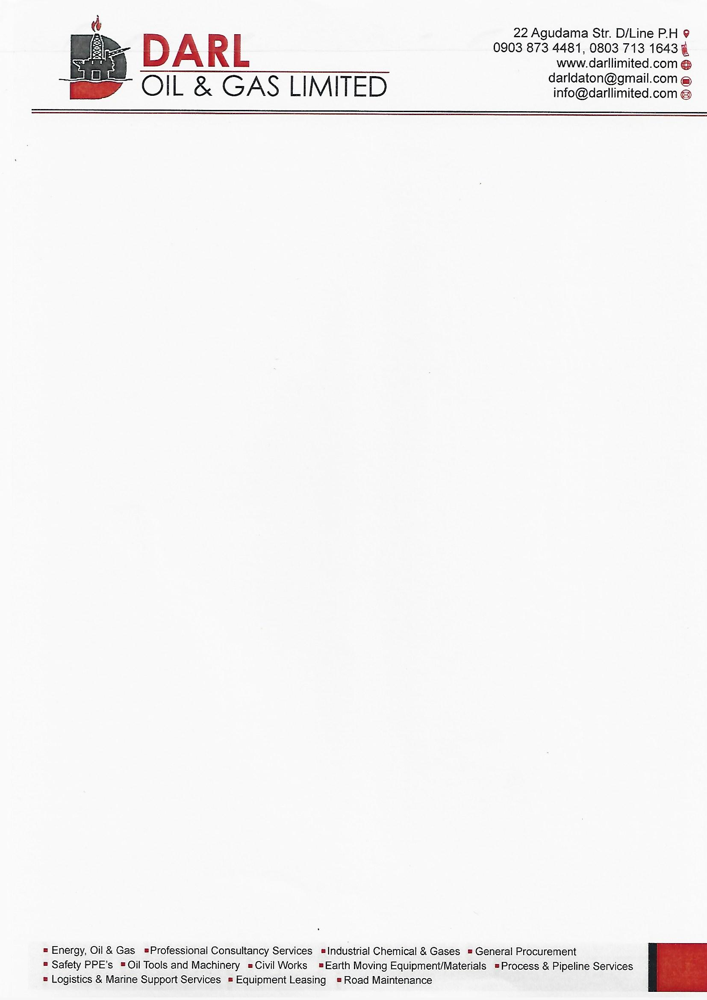 DARL
OIL & GAS LIMITED
22 Agudama Str. D/Line P.H
0903 873 4481, 0803 713 1643
www.darllimited.com
darldaton@gmail.com
info@darllimited.com
▪ Energy, Oil & Gas ▪Professional Consultancy Services ▪Industrial Chemical & Gases ▪ General Procurement
▪ Safety PPE's ▪Oil Tools and Machinery ▪Civil Works ▪Earth Moving Equipment/Materials ▪Process & Pipeline Services
▪ Logistics & Marine Support Services ▪ Equipment Leasing ▪Road Maintenance